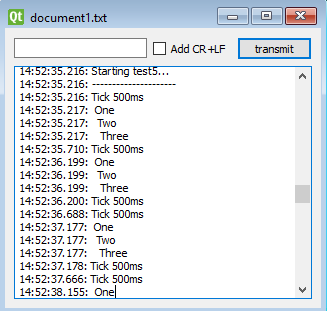 Qt document1.txt
Add CR+LF transmit
14:52:35.216: Starting test5...
14:52:35.216: ---------------------
14:52:35.216: Tick 500ms
14:52:35.217:  One
14:52:35.217:   Two
14:52:35.217:    Three
14:52:35.710: Tick 500ms
14:52:36.199:  One
14:52:36.199:   Two
14:52:36.199:    Three
14:52:36.200: Tick 500ms
14:52:36.688: Tick 500ms
14:52:37.177:  One
14:52:37.177:   Two
14:52:37.177:    Three
14:52:37.178: Tick 500ms
14:52:37.666: Tick 500ms
14:52:38.155:  One